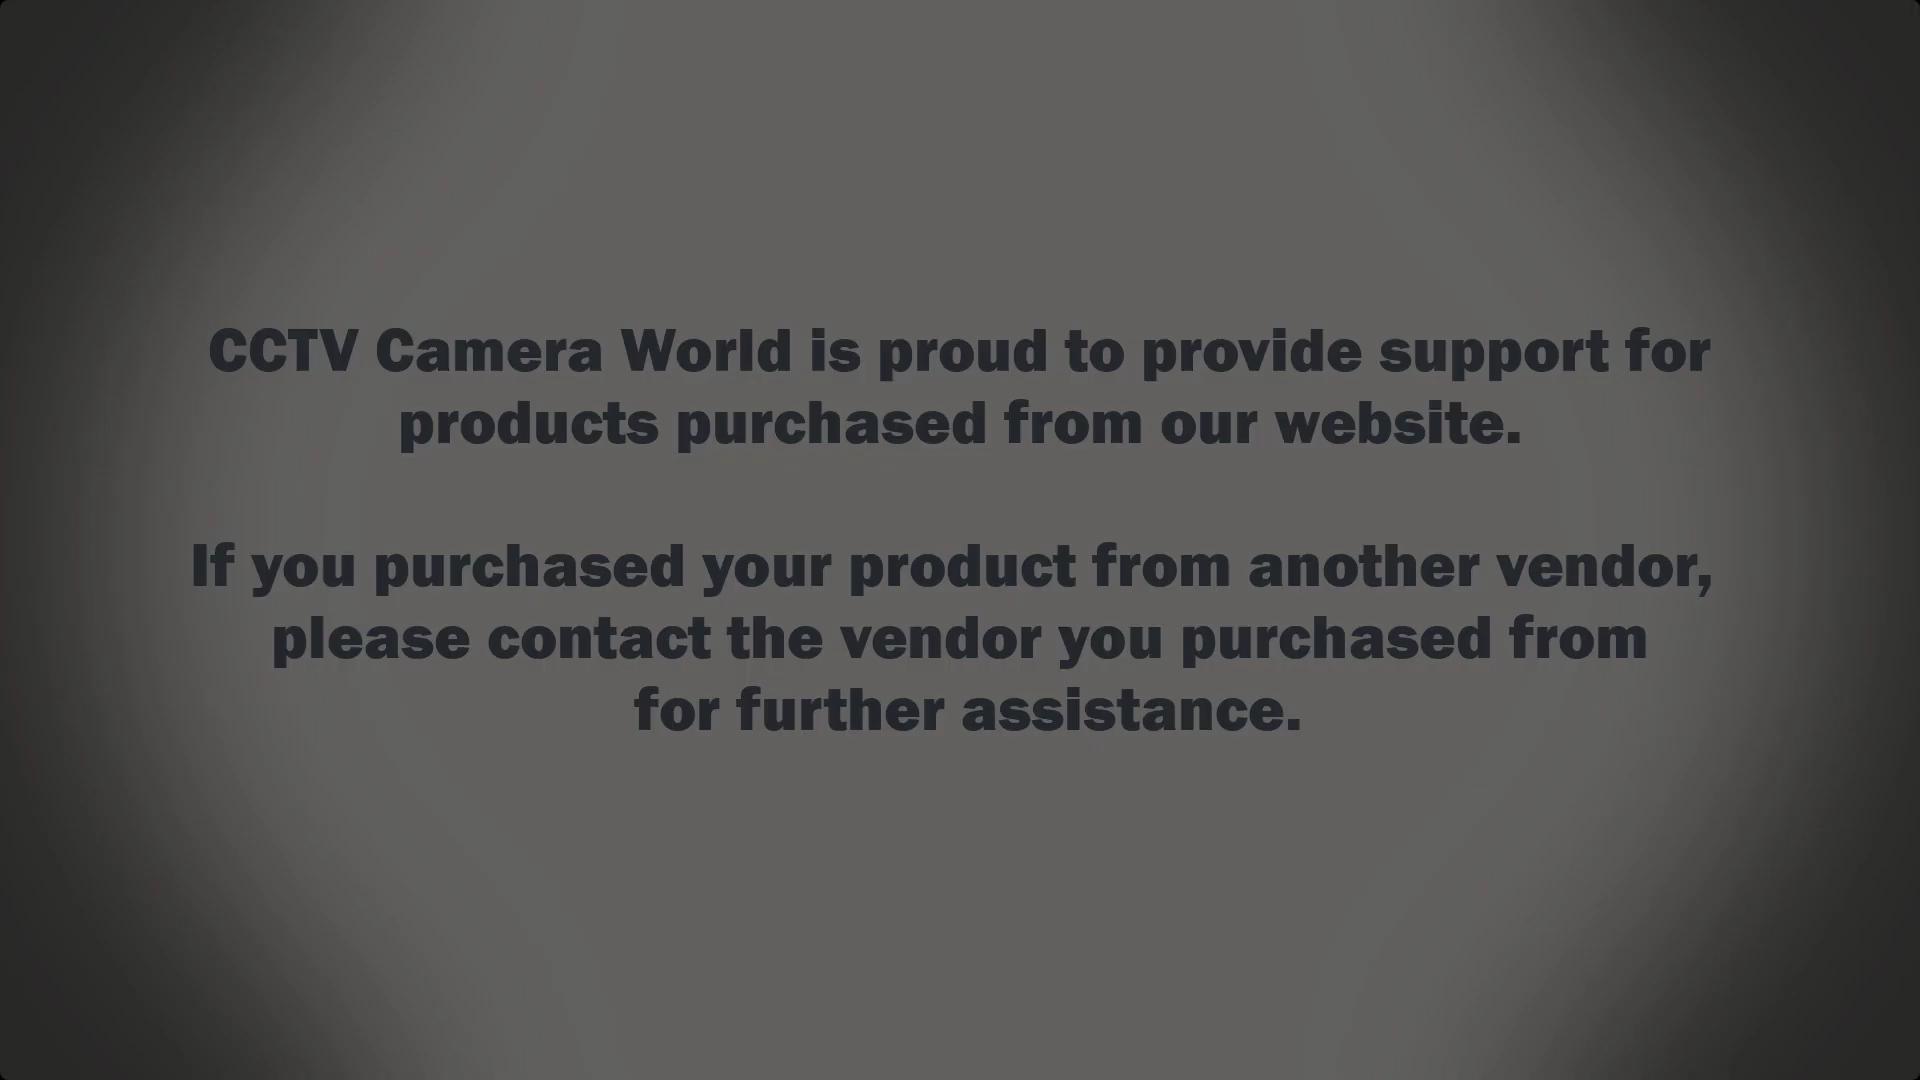 CCTV Camera World is proud to provide support for
products purchased from our website.
If you purchased your product from another vendor,
please contact the vendor you purchased from
for further assistance.